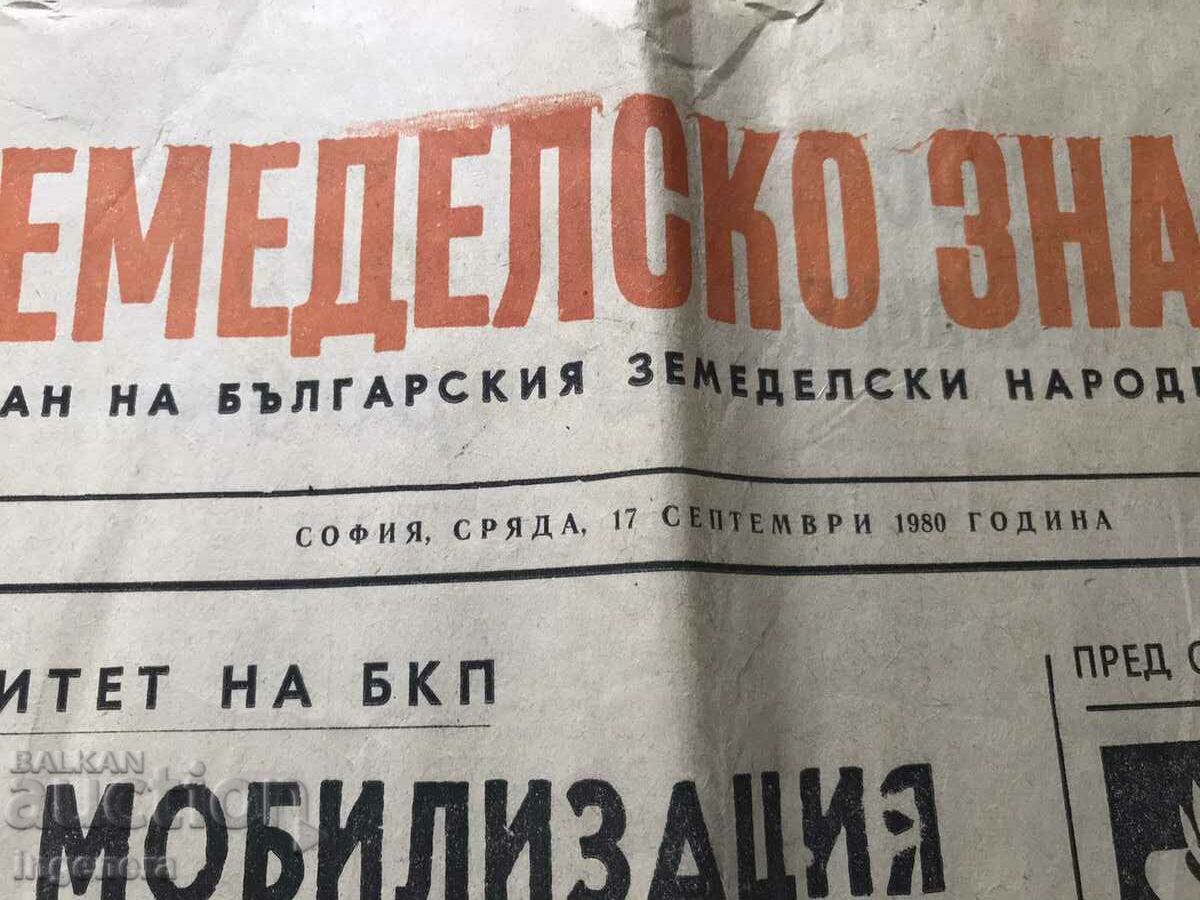 ЕМЕДЕЛСКО ЗНА
АН НА БЪЛГАРСКИЯ ЗЕМЕДЕЛСКИ НАРОДЕ
СОФИЯ, СРЯДА, 17 СЕПТЕМВРИ 1980 ГОДИНА
ИТЕТ НА БКП
ПРЕД С
МОБИЛИЗАЦИЯ
BALKAN
auction
Ingenera